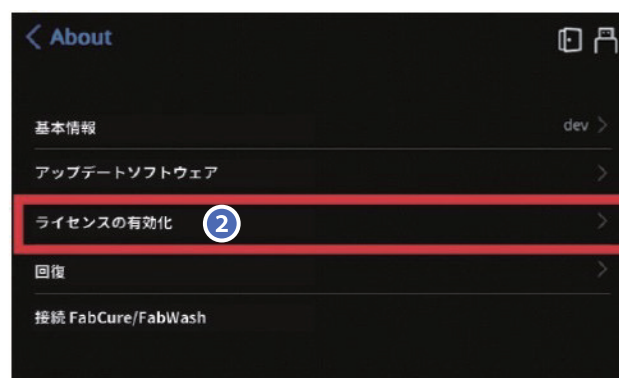 About
基本情報 dev
アップデートソフトウェア
ライセンスの有効化 2
回復
接続 FabCure/FabWash